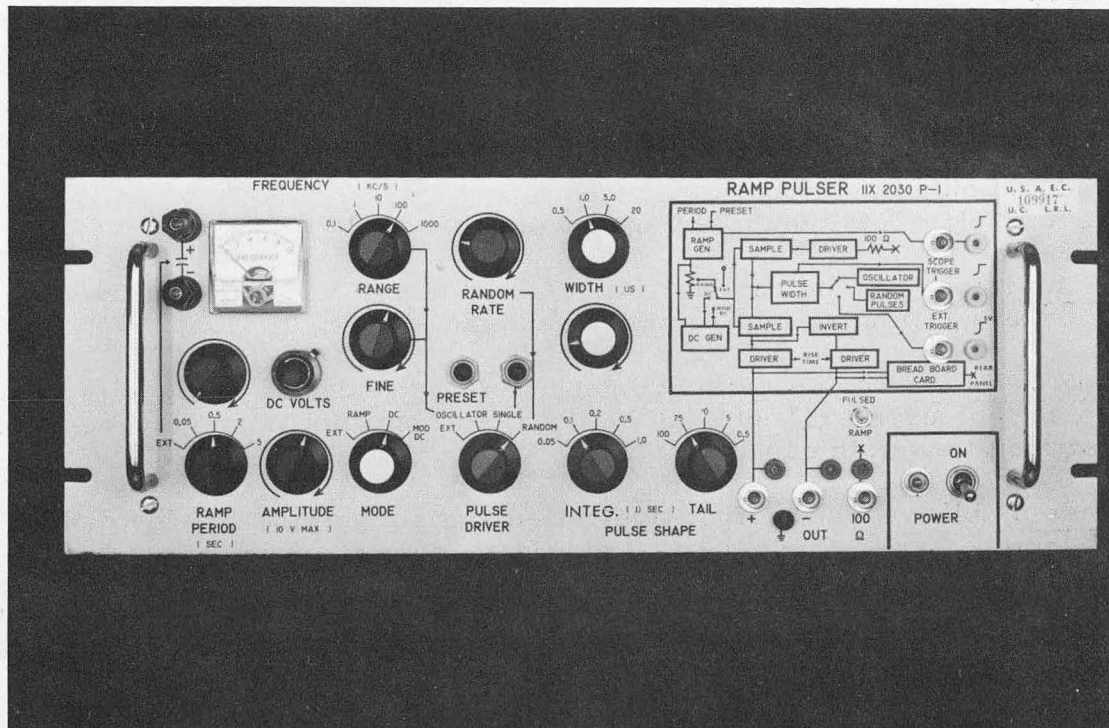 FREQUENCY
( KC/S )
0.1 1 10 100 1000
RANGE
FINE
RANDOM
RATE
0.5 1.0 5.0 20
WIDTH ( US )
RAMP PULSER IIX 2030 P-1
U. S. A. E. C.
109917
U. C. L.R.L.
PERIOD PRESET
RAMP
GEN
SAMPLE
DRIVER
100 Ω
SCOPE
TRIGGER
PULSE
WIDTH
OSCILLATOR
RANDOM
PULSES
EXT
TRIGGER
MOD
DC
DC GEN
SAMPLE
INVERT
DRIVER
RISE
TIME
DRIVER
BREAD BOARD
CARD
REAR
PANEL
+
-
FREQUENCY
DC VOLTS
PRESET
EXT 0.05 0.5 2 5
RAMP
PERIOD
( SEC )
AMPLITUDE
( 10 V MAX )
EXT RAMP DC MOD
DC
MODE
EXT OSCILLATOR SINGLE RANDOM
PULSE
DRIVER
0.05 0.1 0.2 0.5 1.0
INTEG. ( U SEC ) TAIL
100 25 10 5 0.5
PULSE SHAPE
PULSED
RAMP
+ - 100
Ω
OUT
ON
POWER